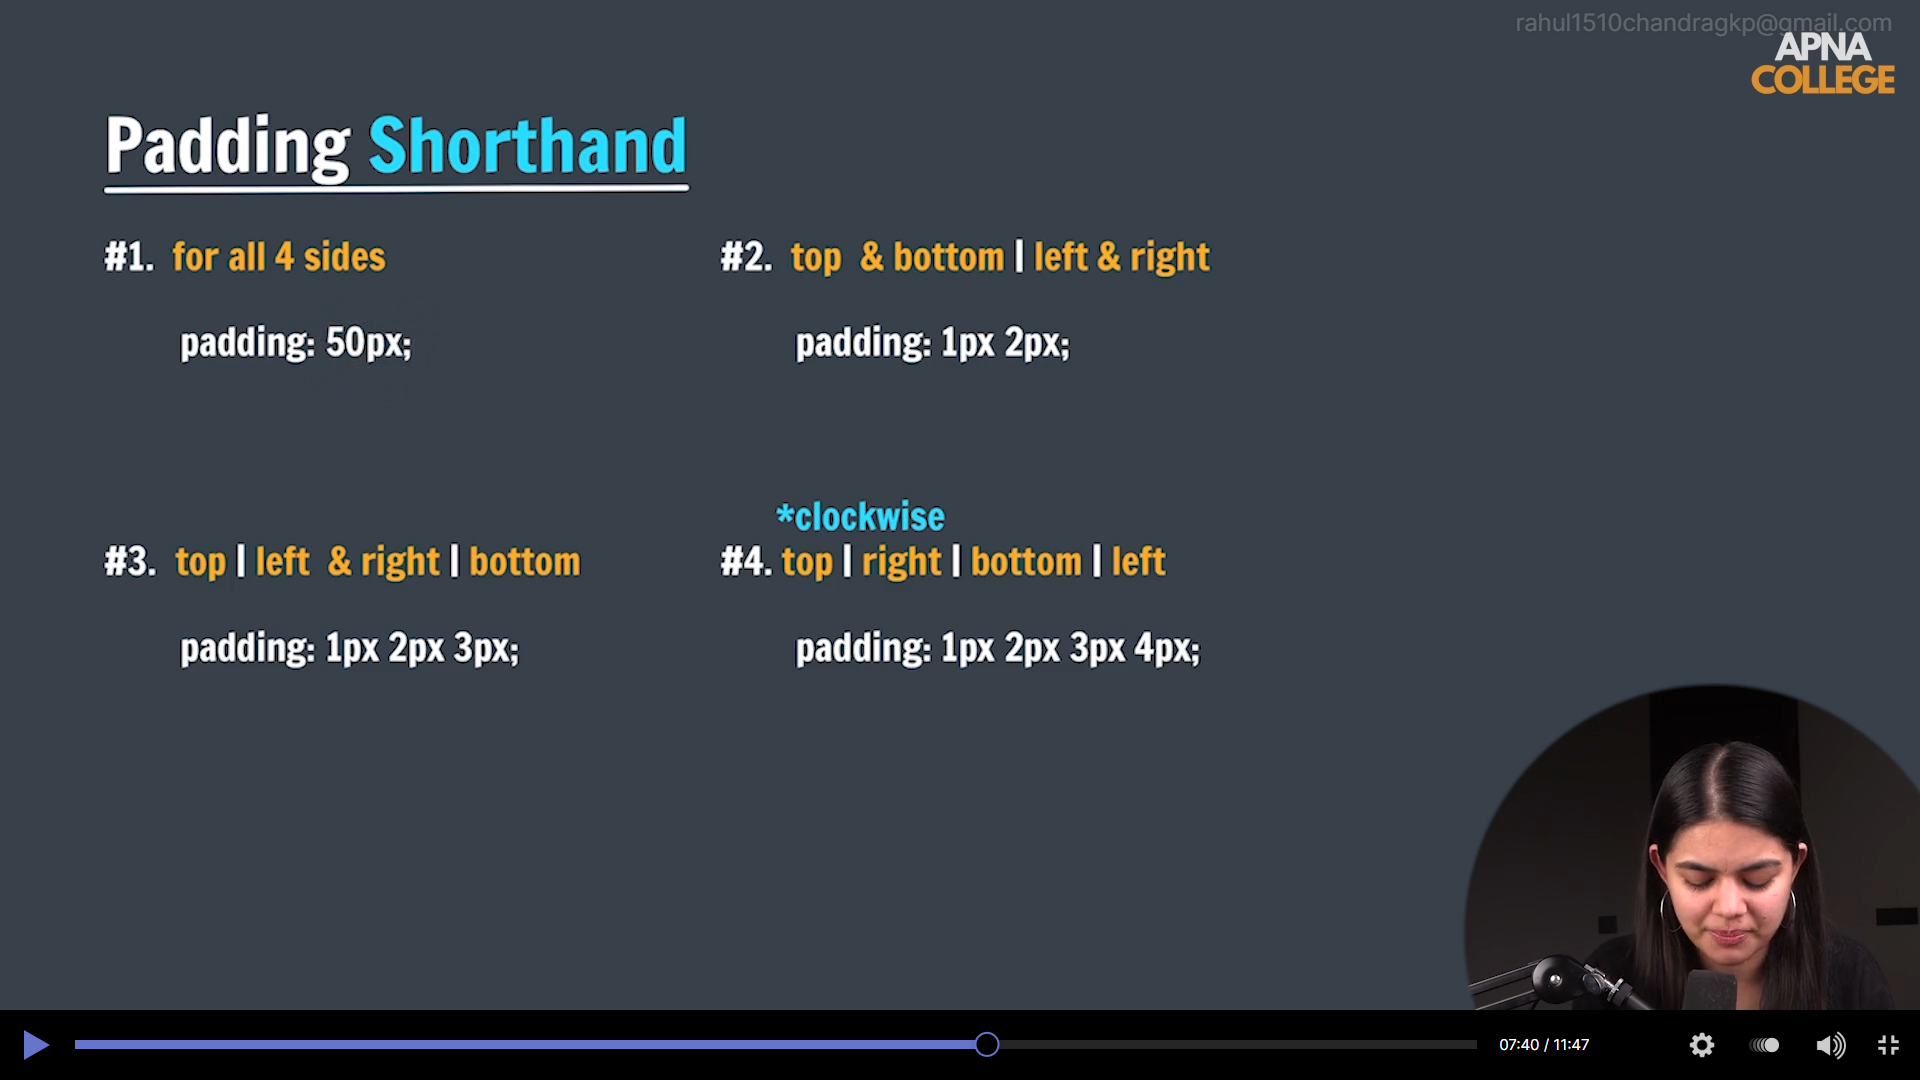 rahul1510chandragkp@gmail.com
APNA
COLLEGE
Padding Shorthand
#1. for all 4 sides
padding: 50px;
#2. top & bottom | left & right
padding: 1px 2px;
#3. top | left & right | bottom
padding: 1px 2px 3px;
*clockwise
#4. top | right | bottom | left
padding: 1px 2px 3px 4px;
07:40 / 11:47